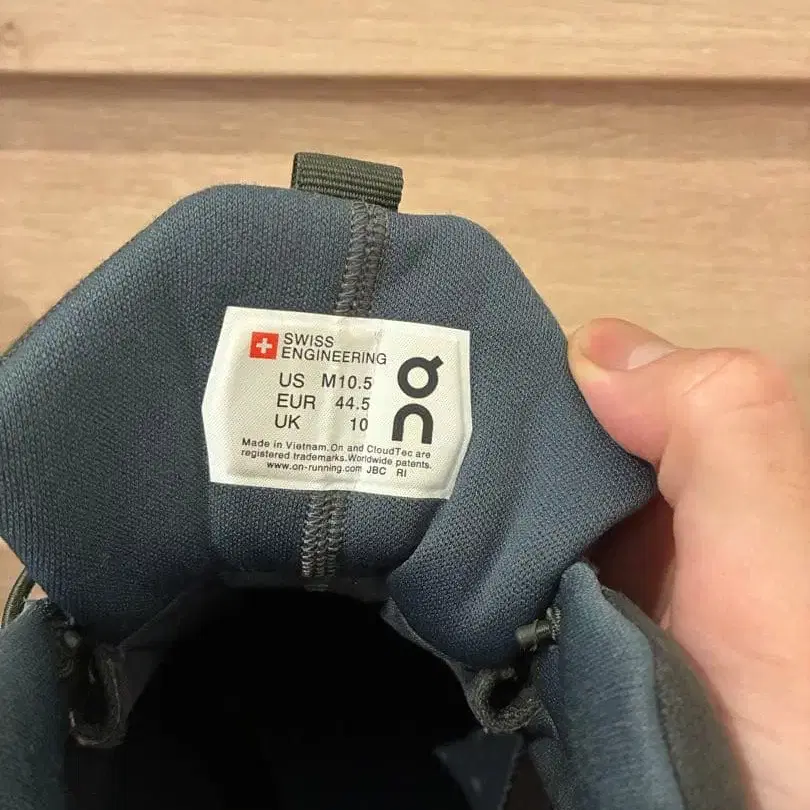 SWISS
ENGINEERING
US M10.5
EUR 44.5
UK 10
Made in Vietnam.On and CloudTec are
registered trademarks.Worldwide patents.
www.on-running.com JBC RI
On